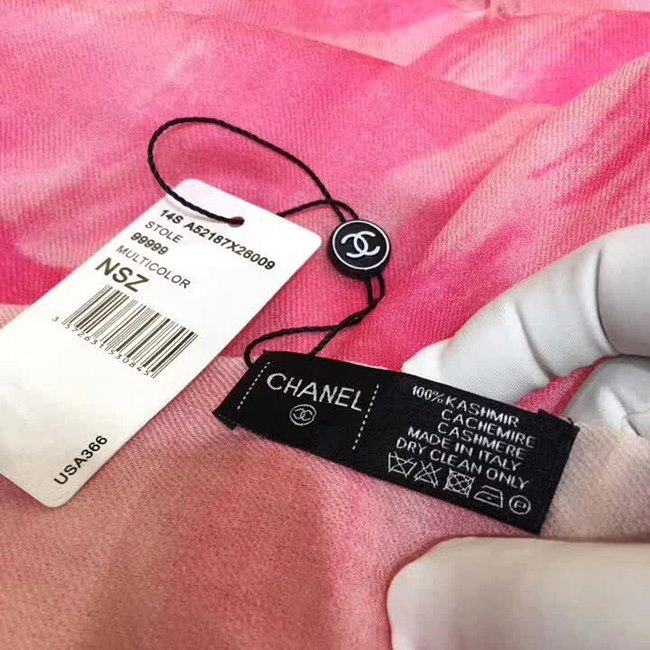 14S A52187X26009
STOLE
99999
MULTICOLOR
NSZ
USA366
CHANEL
100% KASHMIR
CACHEMIRE
CASHMERE
MADE IN ITALY
DRY CLEAN ONLY
P